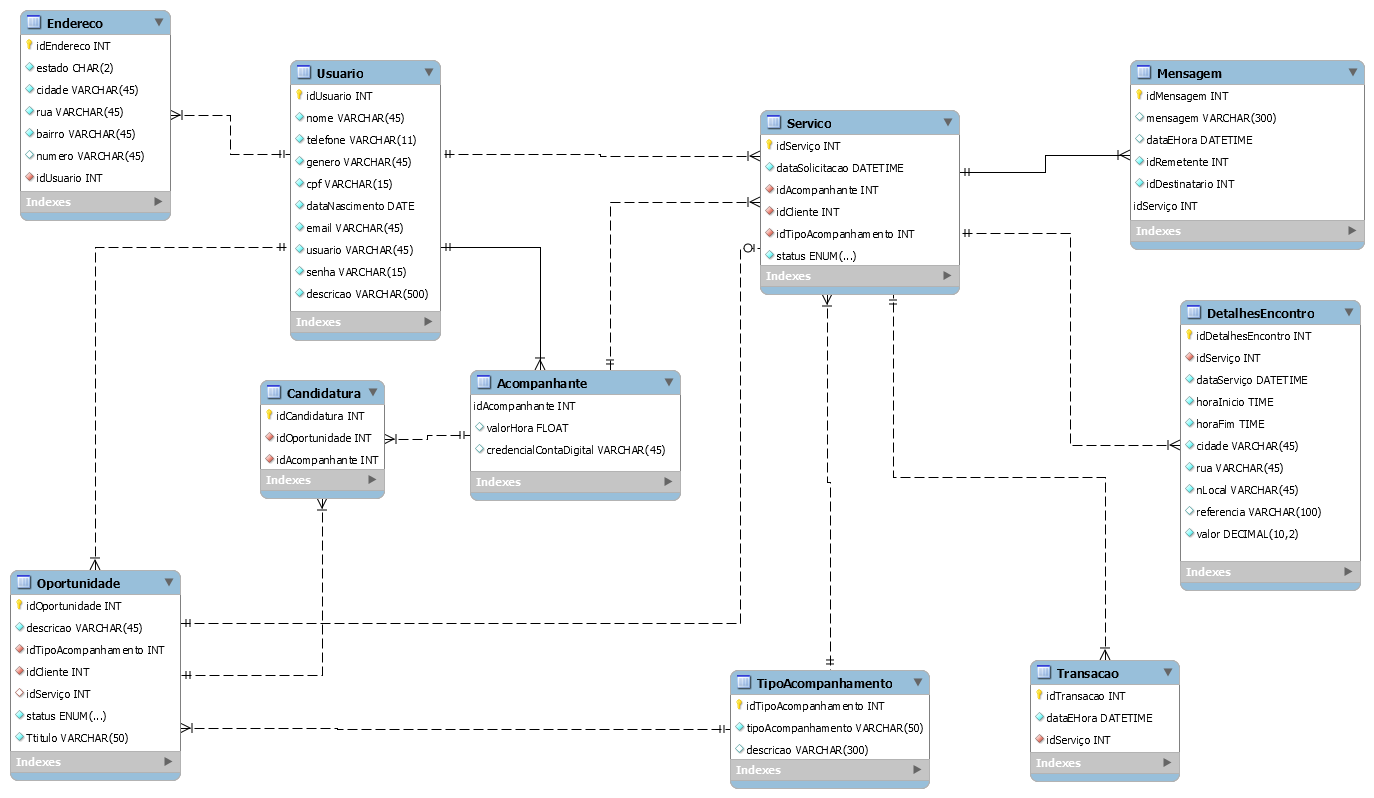 Endereco
idEndereco INT
estado CHAR(2)
cidade VARCHAR(45)
rua VARCHAR(45)
bairro VARCHAR(45)
numero VARCHAR(45)
idUsuario INT
Indexes
Usuario
idUsuario INT
nome VARCHAR(45)
telefone VARCHAR(11)
genero VARCHAR(45)
cpf VARCHAR(15)
dataNascimento DATE
email VARCHAR(45)
usuario VARCHAR(45)
senha VARCHAR(15)
descricao VARCHAR(500)
Indexes
Servico
idServiço INT
dataSolicitacao DATETIME
idAcompanhante INT
idCliente INT
idTipoAcompanhamento INT
status ENUM(...)
Indexes
Mensagem
idMensagem INT
mensagem VARCHAR(300)
dataEHora DATETIME
idRemetente INT
idDestinatario INT
idServiço INT
Indexes
DetalhesEncontro
idDetalhesEncontro INT
idServiço INT
dataServiço DATETIME
horaInicio TIME
horaFim TIME
cidade VARCHAR(45)
rua VARCHAR(45)
nLocal VARCHAR(45)
referencia VARCHAR(100)
valor DECIMAL(10,2)
Indexes
Candidatura
idCandidatura INT
idOportunidade INT
idAcompanhante INT
Indexes
Acompanhante
idAcompanhante INT
valorHora FLOAT
credencialContaDigital VARCHAR(45)
Indexes
Oportunidade
idOportunidade INT
descricao VARCHAR(45)
idTipoAcompanhamento INT
idCliente INT
idServiço INT
status ENUM(...)
Ttitulo VARCHAR(50)
Indexes
TipoAcompanhamento
idTipoAcompanhamento INT
tipoAcompanhamento VARCHAR(50)
descricao VARCHAR(300)
Indexes
Transacao
idTransacao INT
dataEHora DATETIME
idServiço INT
Indexes